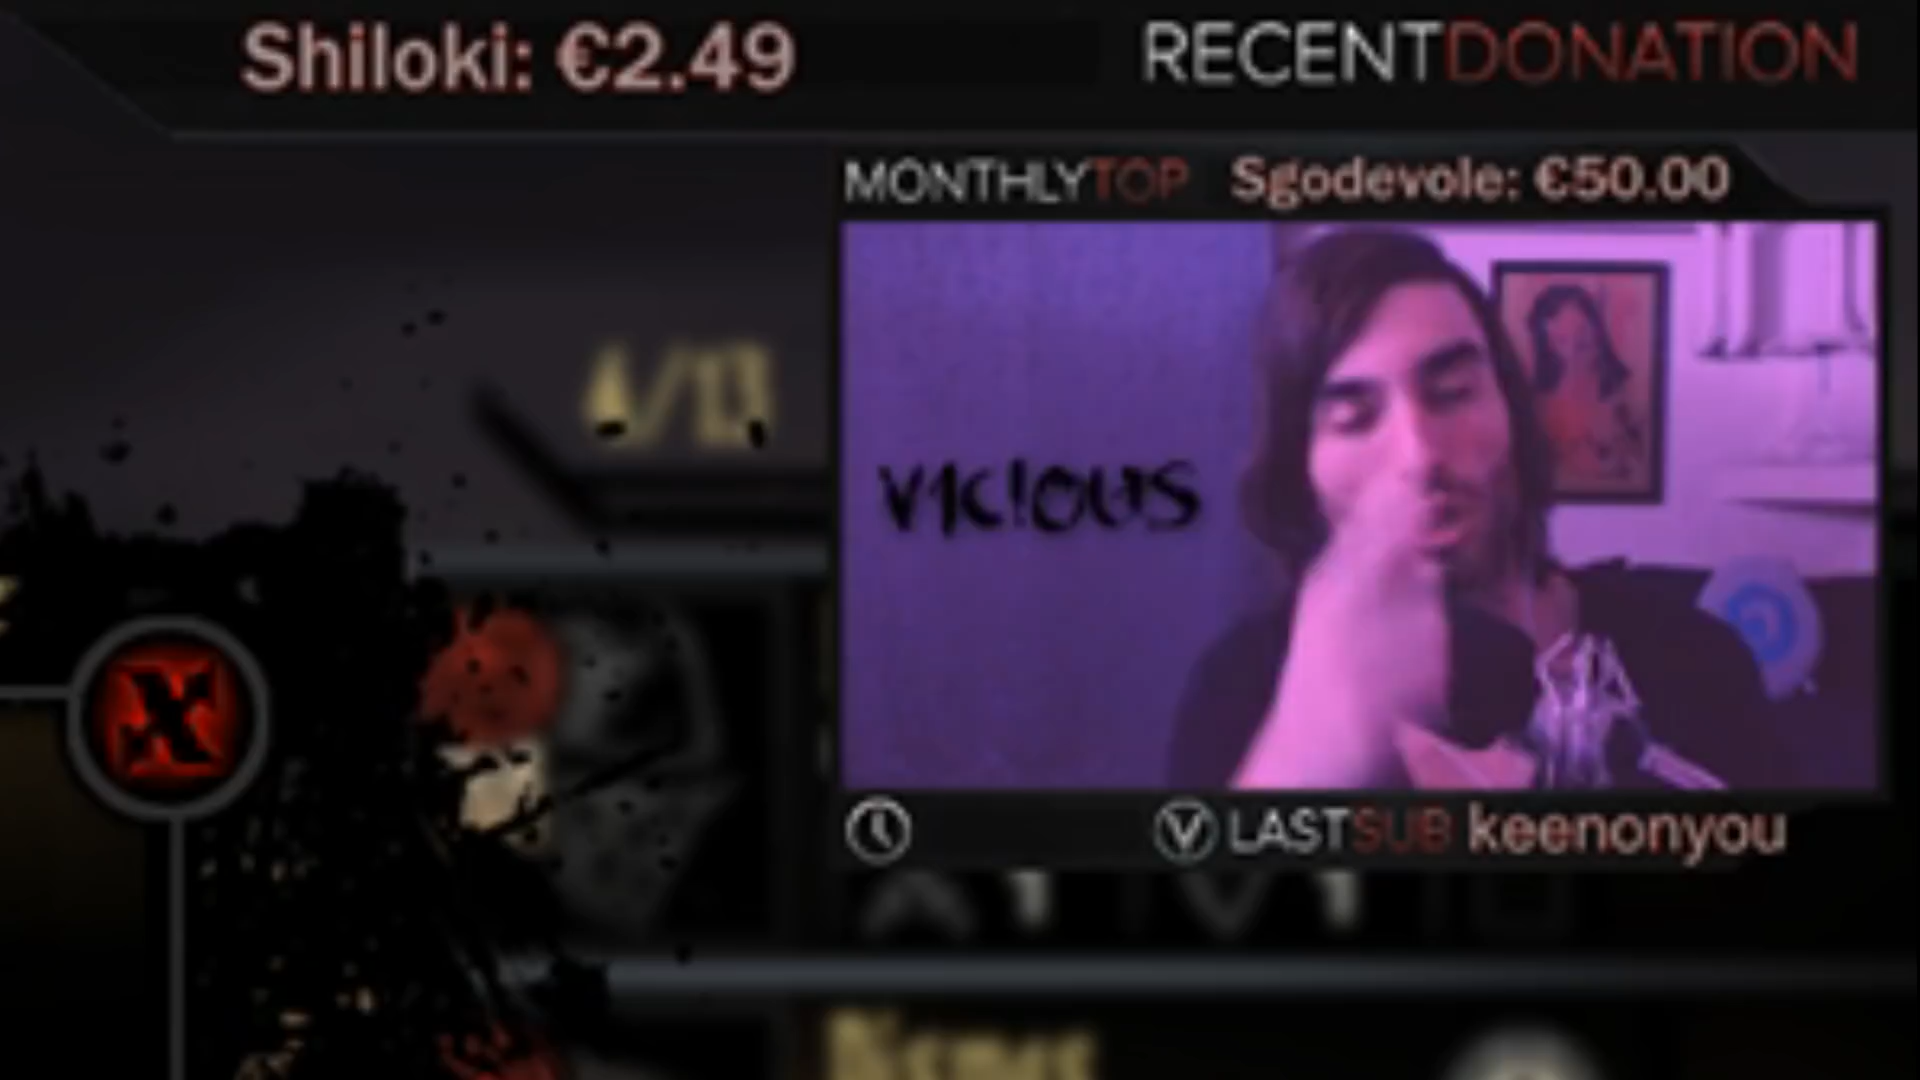 Shiloki: €2.49
RECENTDONATION
MONTHLYTOP Sgodevole: €50.00
VICIOUS
LASTSUB keenonyou